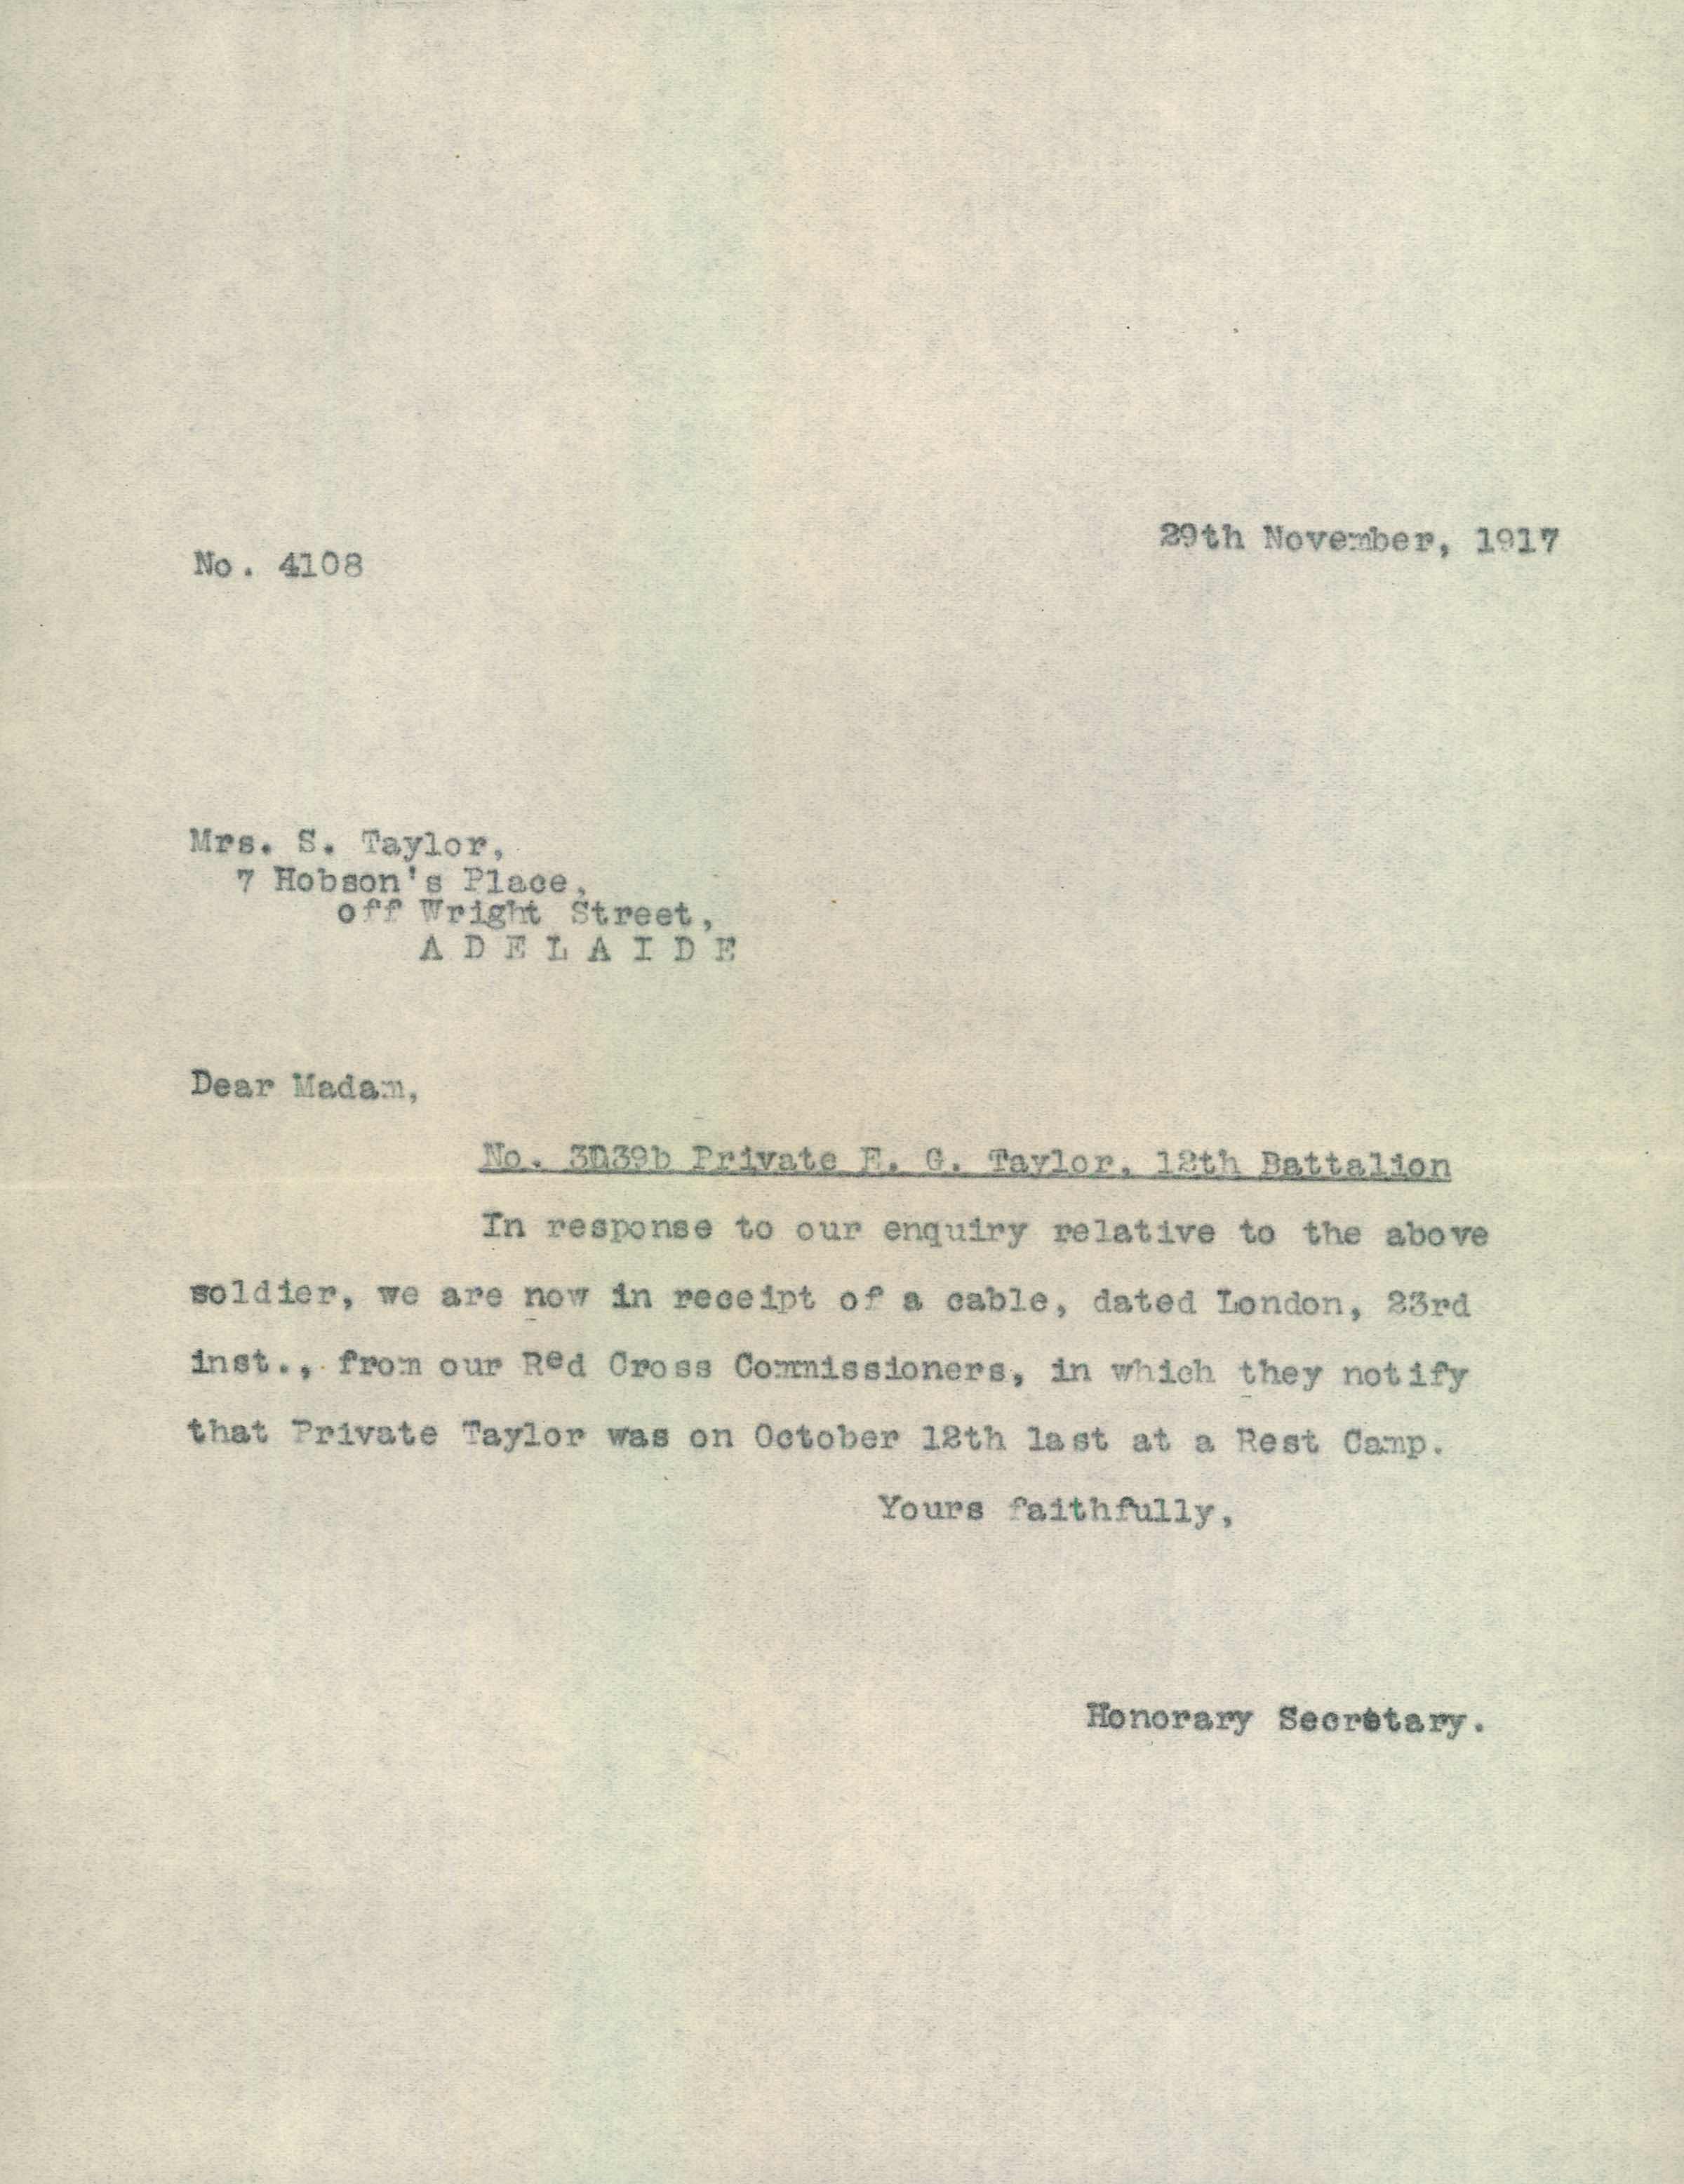 29th November, 1917
No. 4108
Mrs. S. Taylor,
7 Hobson's Place,
off Wright Street,
A D E L A I D E
Dear Madam,
No. Private E. G. Taylor, 12th Battalion
In response to our enquiry relative to the above
soldier, we are now in receipt of a cable, dated London, 23rd
inst., from our Red Cross Commissioners, in which they notify
that Private Taylor was on October 12th last at a Rest Camp.
Yours faithfully,
Honorary Secretary.